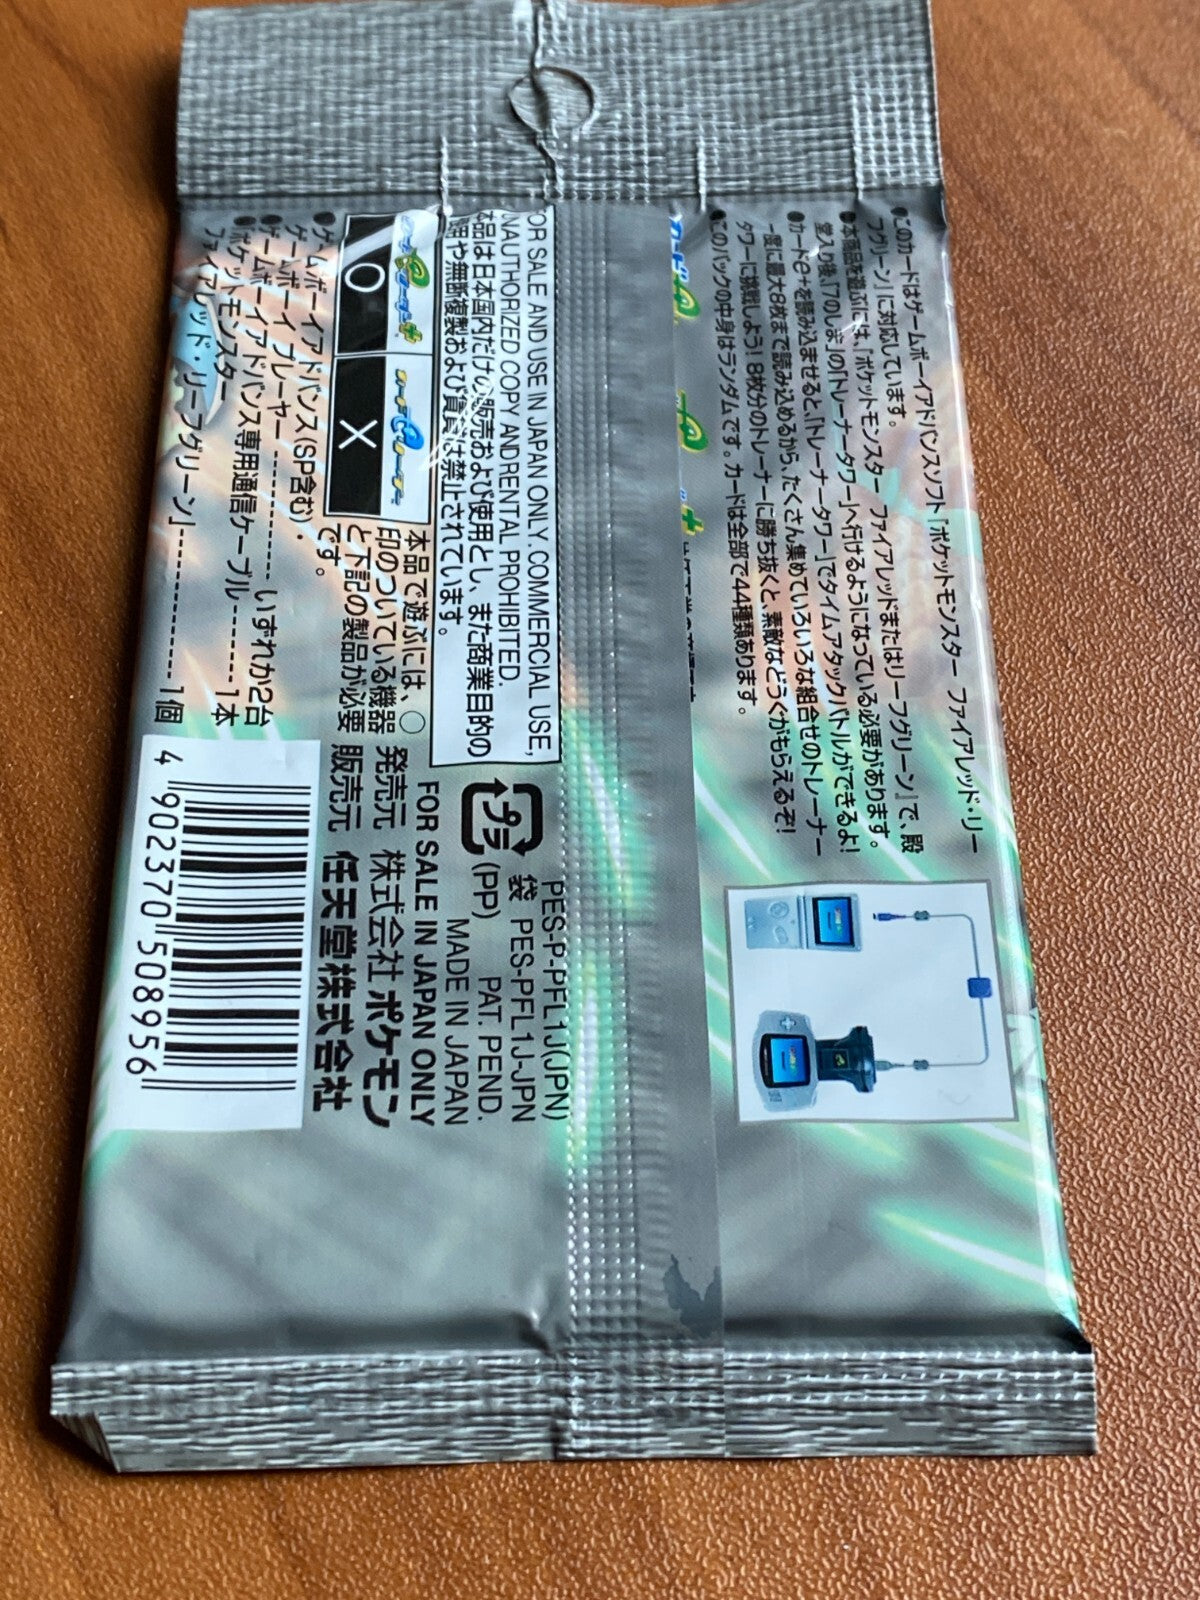 ●このカードはゲームボーイアドバンスソフト「ポケットモンスター ファイアレッド・リー
フグリーン」に対応しています。
●本商品を遊ぶには、「ポケットモンスター ファイアレッドまたはリーフグリーン」で、殿
堂入り後、「7のしま」の「トレーナータワー」へ行けるようになっている必要があります。
●カードe+を読み込ませると、「トレーナータワー」でタイムアタックバトルができるよ!
一度に最大8枚まで読み込めるから、たくさん集めていろいろな組合せのトレーナー
タワーに挑戦しよう! 8枚分のトレーナーに勝ち抜くと、素敵などうぐがもらえるぞ!
●このパックの中身はランダムです。カードは全部で44種類あります。
カードe
e+
FOR SALE AND USE IN JAPAN ONLY. COMMERCIAL USE,
UNAUTHORIZED COPY AND RENTAL PROHIBITED.
本品は日本国内だけの販売および使用とし、また商業目的の
使用や無断複製および賃貸は禁止されています。
カードeリーダー+
カードeリーダー
○
×
本品で遊ぶには、○
印のついている機器
と下記の製品が必要
です。
●ゲームボーイアドバンス(SP含む)・
ゲームボーイプレーヤー ---------- いずれか2台
●ゲームボーイアドバンス専用通信ケーブル------1本
●ポケットモンスター
ファイアレッド・リーフグリーン」--------------1個
PES-P-PFL1J(JPN)
プラ
袋 PES-PFL1J-JPN
(PP) PAT. PEND.
MADE IN JAPAN
FOR SALE IN JAPAN ONLY
発売元 株式会社 ポケモン
販売元 任天堂株式会社
4 902370 508956